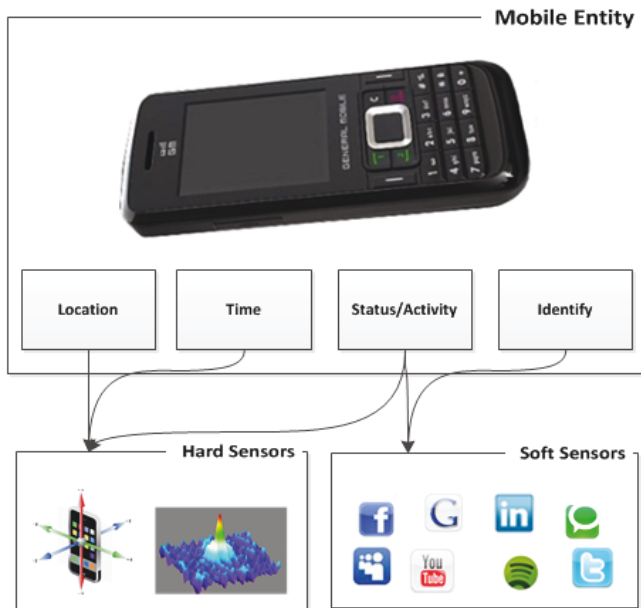 Mobile Entity
GENERAL MOBILE
Location
Time
Status/Activity
Identify
Hard Sensors
Soft Sensors
f
G
in
You
Tube
t